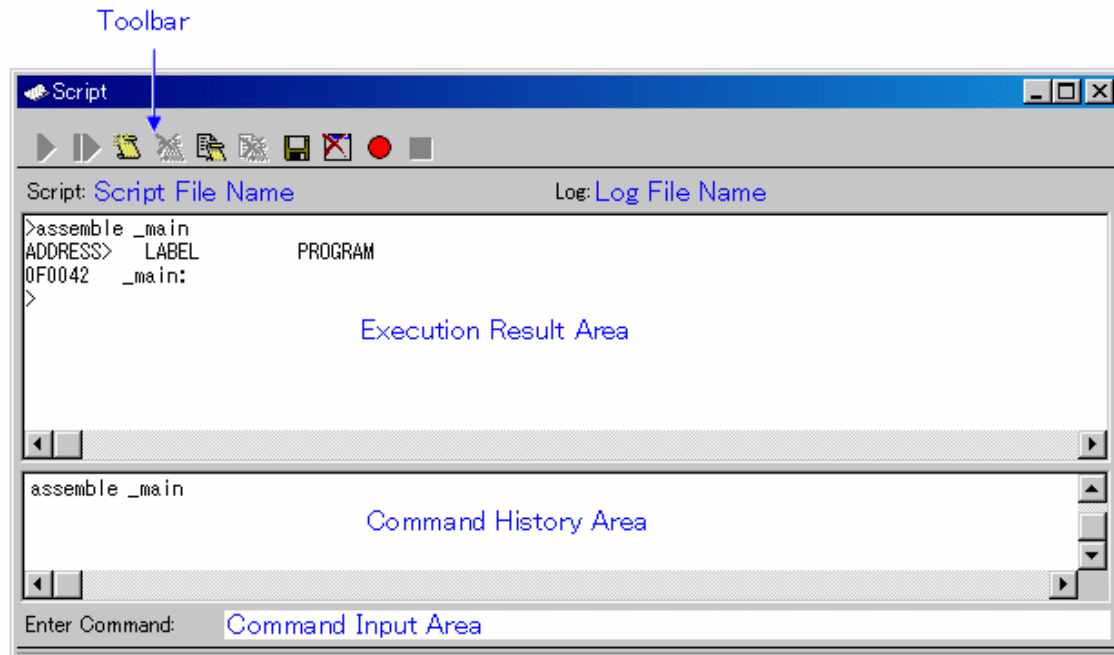 Toolbar
Script
Script: Script File Name Log: Log File Name
>assemble _main
ADDRESS> LABEL PROGRAM
0F0042 _main:
>
Execution Result Area
assemble _main
Command History Area
Enter Command: Command Input Area